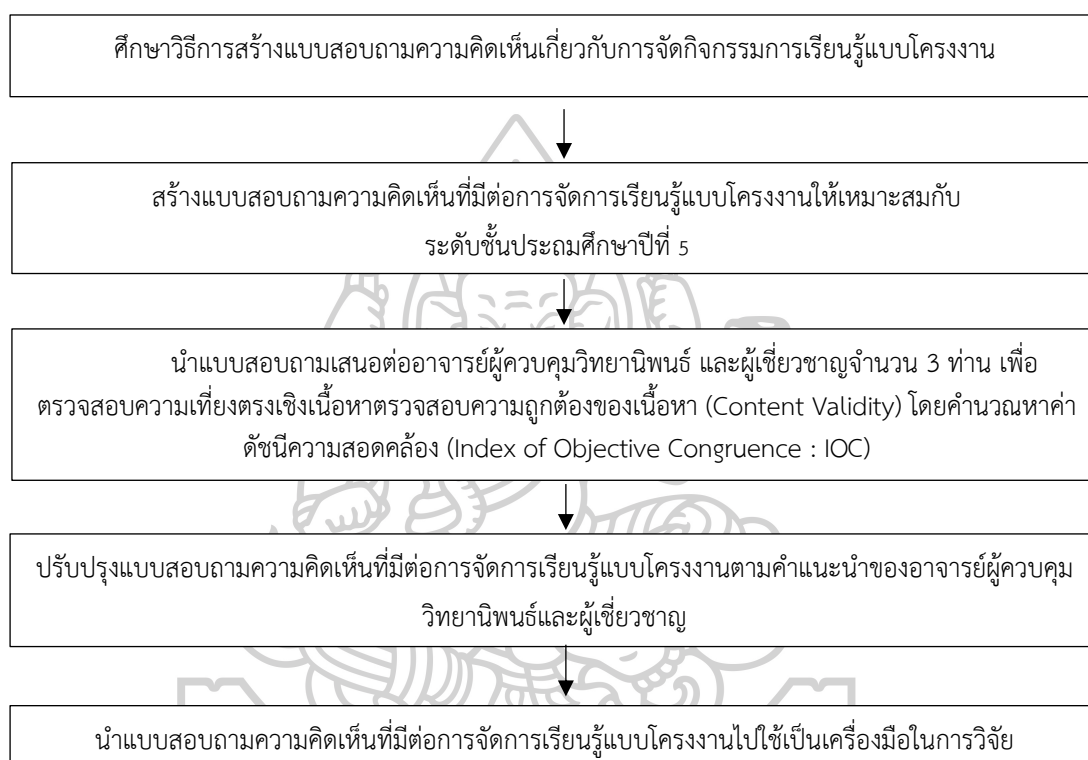 ศึกษาวิธีการสร้างแบบสอบถามความคิดเห็นเกี่ยวกับการจัดกิจกรรมการเรียนรู้แบบโครงงาน
สร้างแบบสอบถามความคิดเห็นที่มีต่อการจัดการเรียนรู้แบบโครงงานให้เหมาะสมกับ
ระดับชั้นประถมศึกษาปีที่ 5
นำแบบสอบถามเสนอต่ออาจารย์ผู้ควบคุมวิทยานิพนธ์ และผู้เชี่ยวชาญจำนวน 3 ท่าน เพื่อ
ตรวจสอบความเที่ยงตรงเชิงเนื้อหาตรวจสอบความถูกต้องของเนื้อหา (Content Validity) โดยคำนวณหาค่า
ดัชนีความสอดคล้อง (Index of Objective Congruence : IOC)
ปรับปรุงแบบสอบถามความคิดเห็นที่มีต่อการจัดการเรียนรู้แบบโครงงานตามคำแนะนำของอาจารย์ผู้ควบคุม
วิทยานิพนธ์และผู้เชี่ยวชาญ
นำแบบสอบถามความคิดเห็นที่มีต่อการจัดการเรียนรู้แบบโครงงานไปใช้เป็นเครื่องมือในการวิจัย